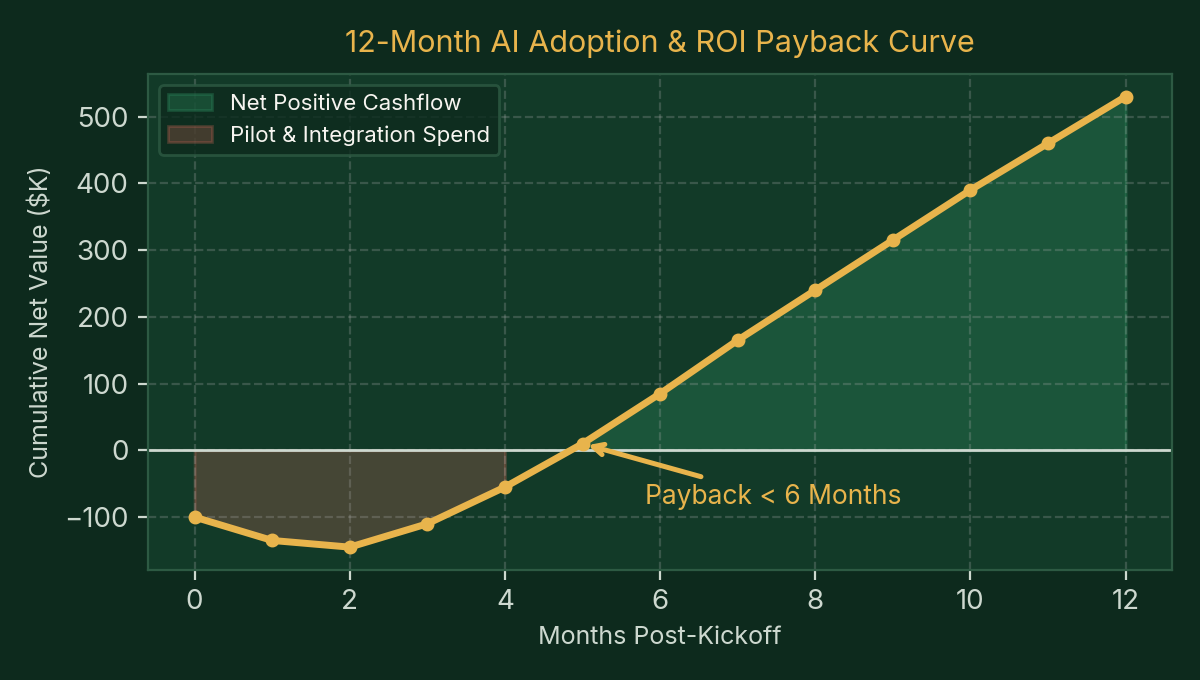 12-Month AI Adoption & ROI Payback Curve
Net Positive Cashflow
Pilot & Integration Spend
Cumulative Net Value ($K)
500
400
300
200
100
0
−100
Payback < 6 Months
0 2 4 6 8 10 12
Months Post-Kickoff